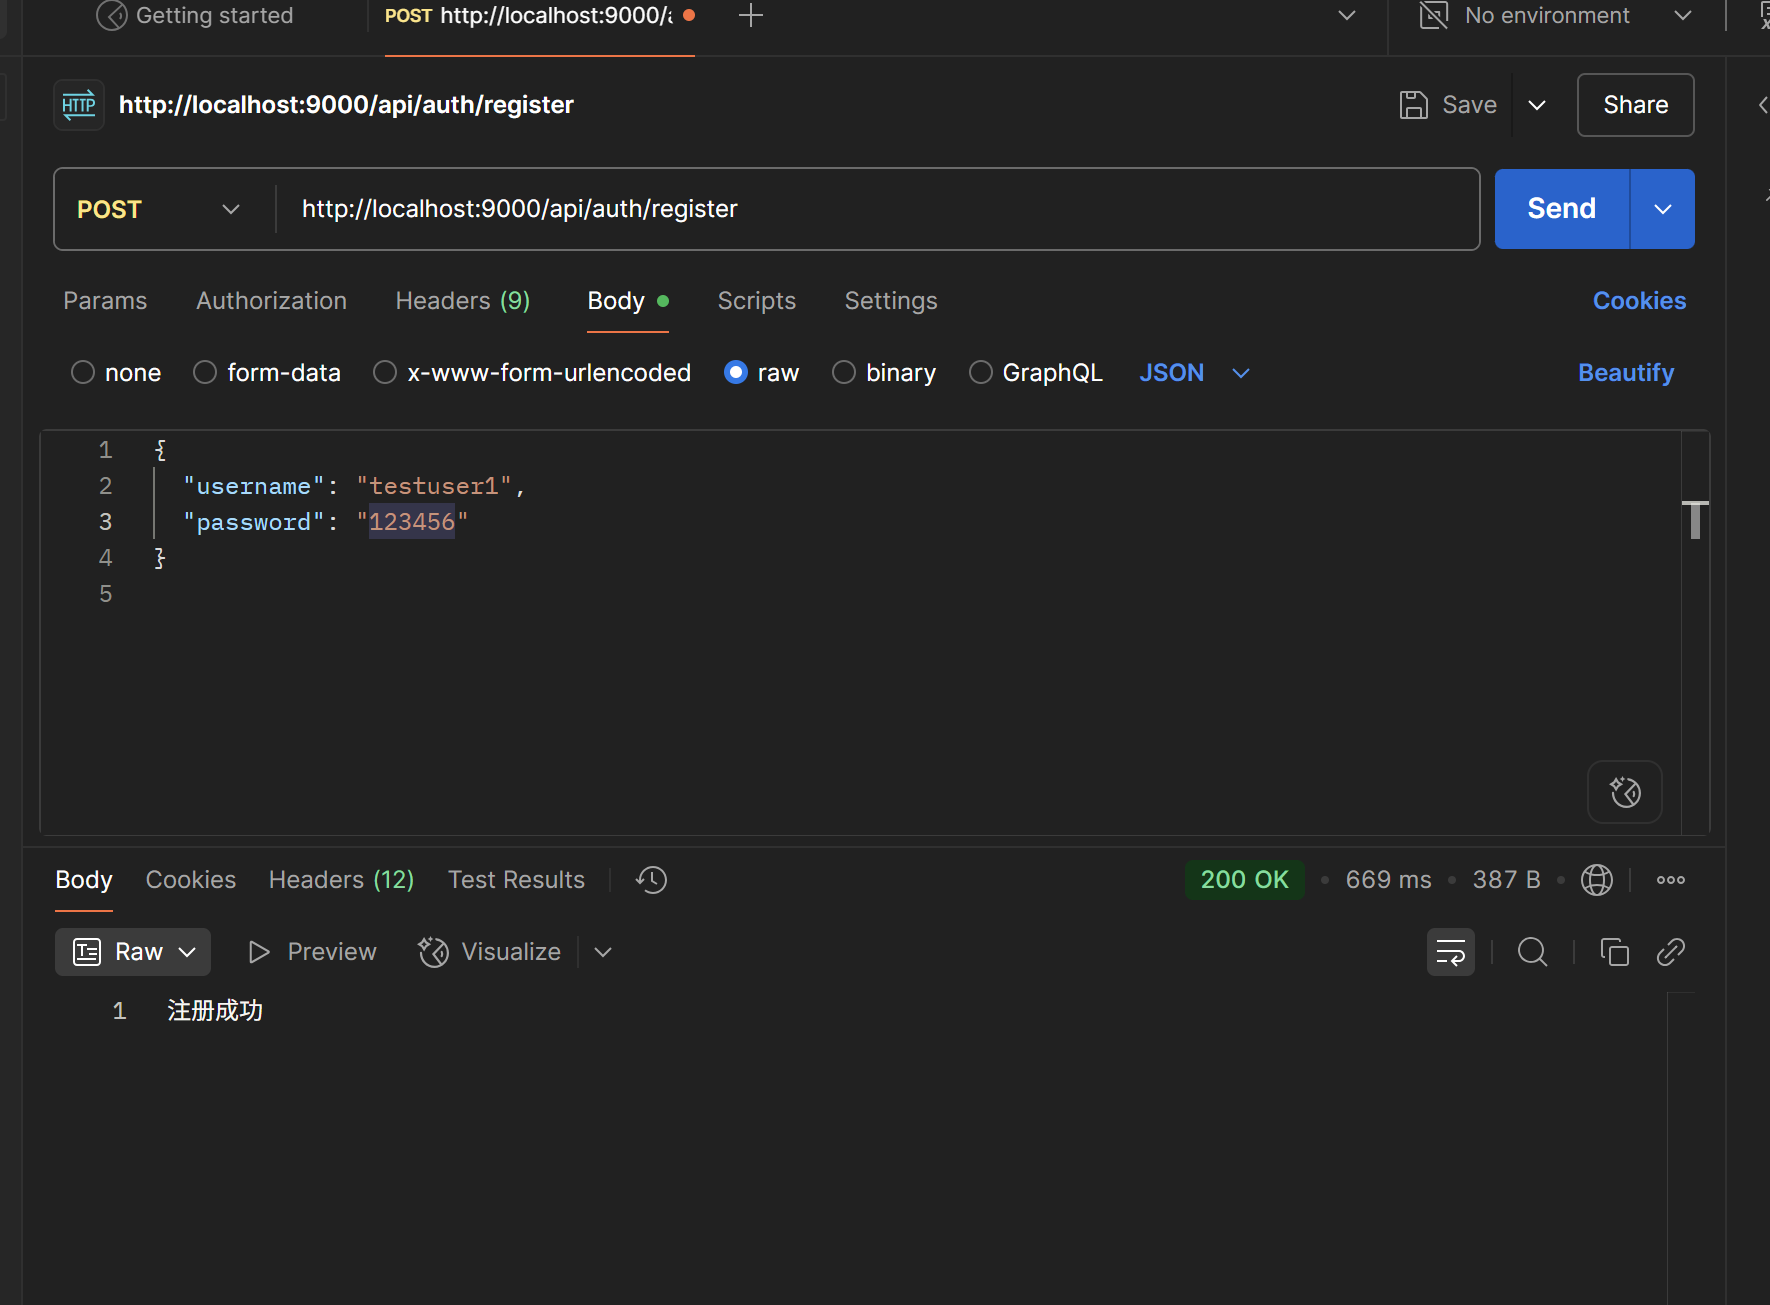 Getting started
POST http://localhost:9000/a
No environment
HTTP http://localhost:9000/api/auth/register
Save
Share
POST
http://localhost:9000/api/auth/register
Send
Params Authorization Headers (9) Body Scripts Settings Cookies
none form-data x-www-form-urlencoded raw binary GraphQL JSON Beautify
1 {
2 "username": "testuser1",
3 "password": "123456"
4 }
5
Body Cookies Headers (12) Test Results 200 OK 669 ms 387 B
Raw Preview Visualize
1 注册成功